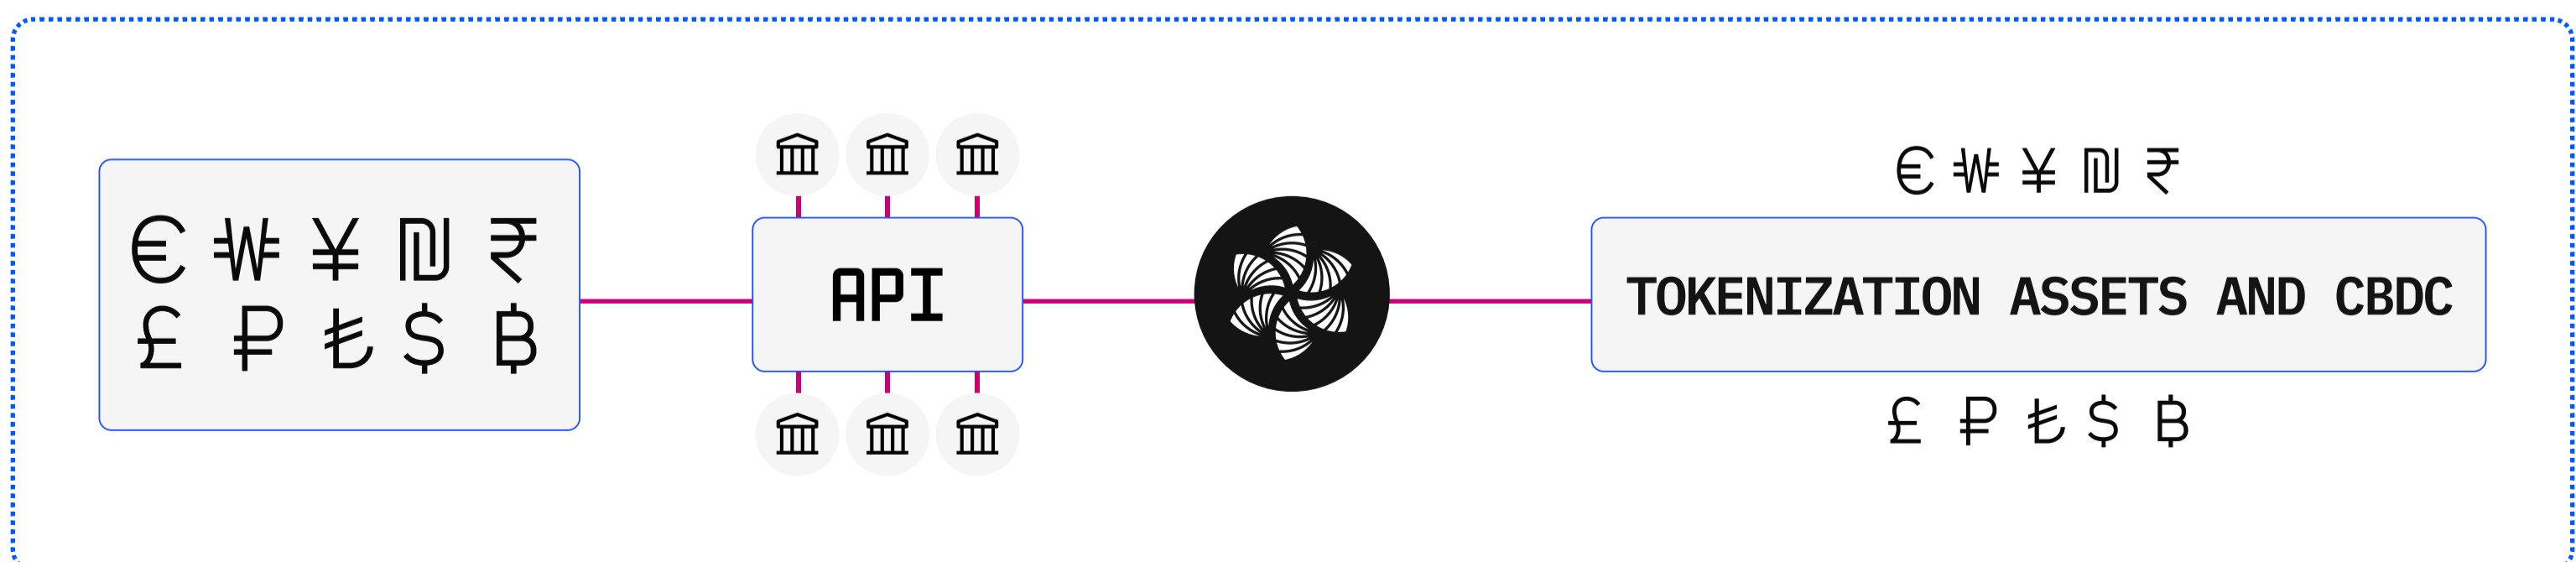 € ₩ ¥ ₪ ₹
£ ₽ ₺ $ ฿
API
€ ₩ ¥ ₪ ₹
TOKENIZATION ASSETS AND CBDC
£ ₽ ₺ $ ฿